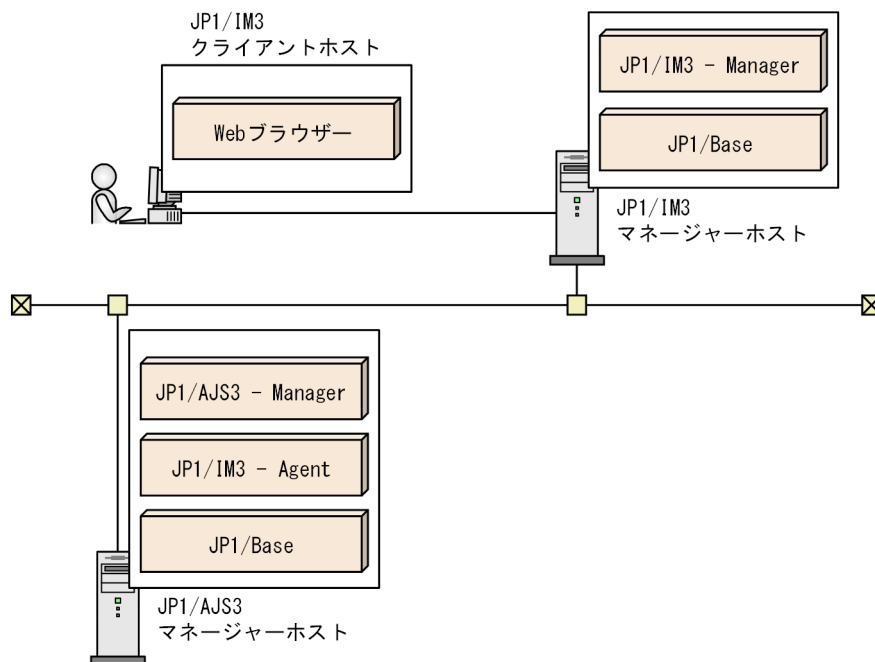 JP1/IM3
クライアントホスト
Webブラウザー
JP1/IM3 - Manager
JP1/Base
JP1/IM3
マネージャーホスト
JP1/AJS3 - Manager
JP1/IM3 - Agent
JP1/Base
JP1/AJS3
マネージャーホスト